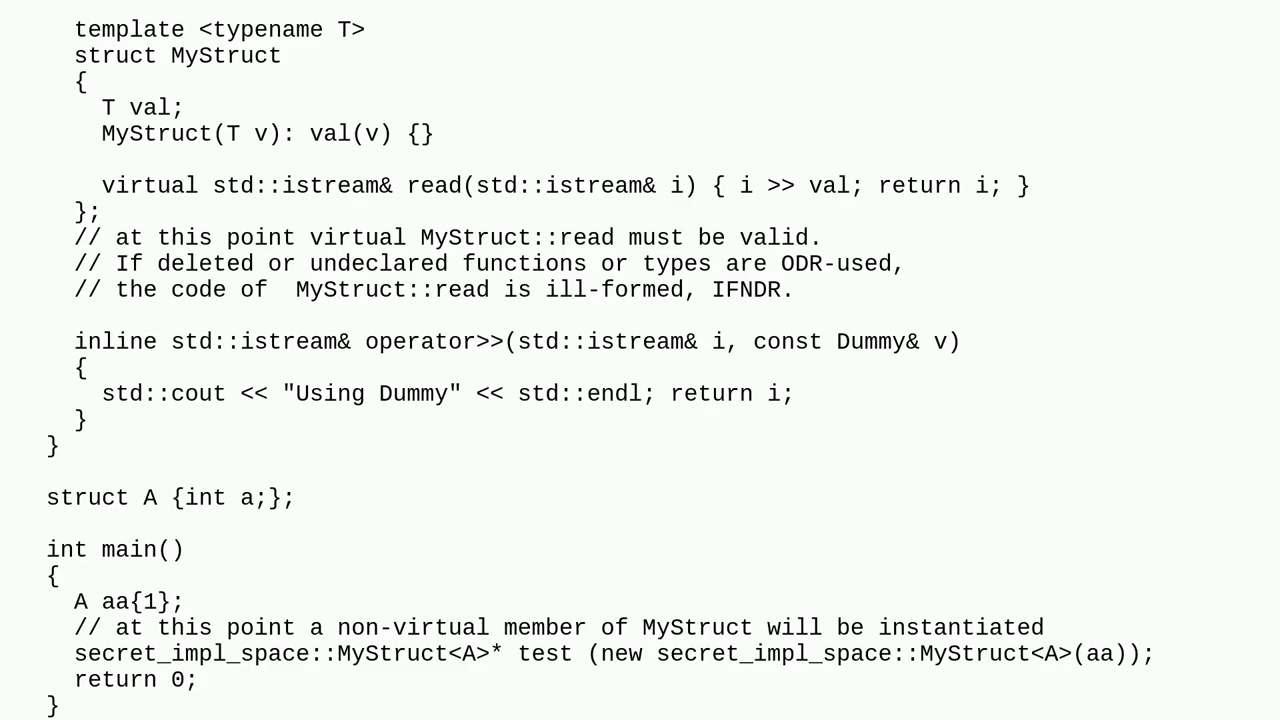 template <typename T>
struct MyStruct
{
T val;
MyStruct(T v): val(v) {}
virtual std::istream& read(std::istream& i) { i >> val; return i; }
};
// at this point virtual MyStruct::read must be valid.
// If deleted or undeclared functions or types are ODR-used,
// the code of  MyStruct::read is ill-formed, IFNDR.
inline std::istream& operator>>(std::istream& i, const Dummy& v)
{
std::cout << "Using Dummy" << std::endl; return i;
}
}
struct A {int a;};
int main()
{
A aa{1};
// at this point a non-virtual member of MyStruct will be instantiated
secret_impl_space::MyStruct<A>* test (new secret_impl_space::MyStruct<A>(aa));
return 0;
}